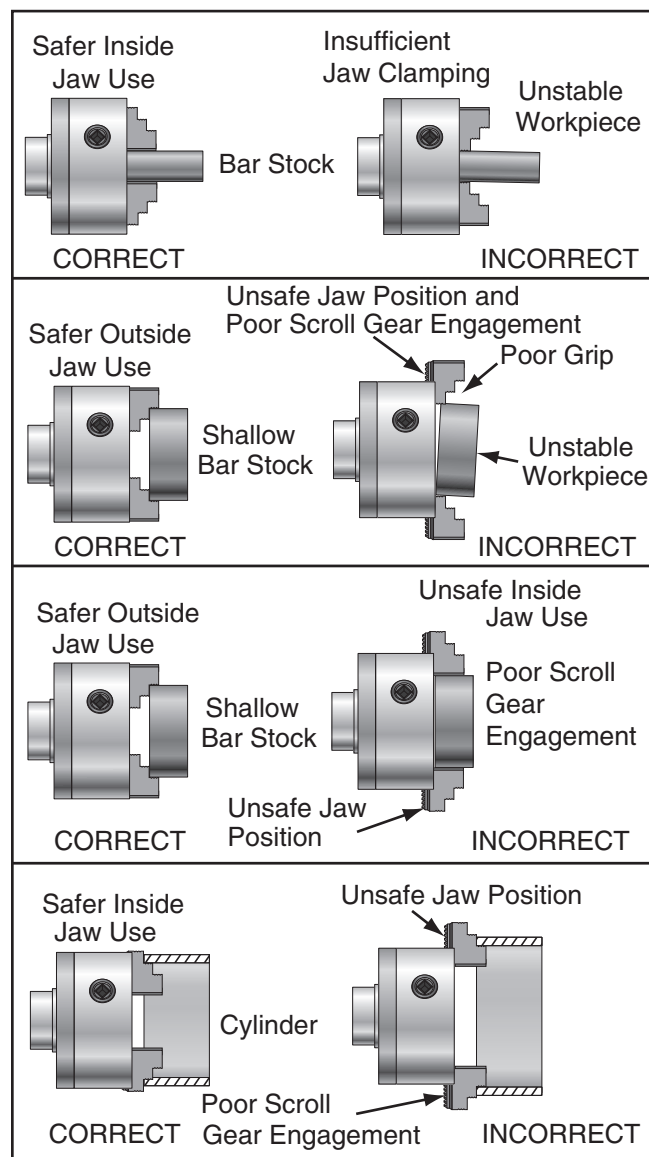 Safer Inside
Jaw Use
Insufficient
Jaw Clamping
Unstable
Workpiece
Bar Stock
CORRECT
INCORRECT
Unsafe Jaw Position and
Poor Scroll Gear Engagement
Safer Outside
Jaw Use
Poor Grip
Shallow
Bar Stock
Unstable
Workpiece
CORRECT
INCORRECT
Safer Outside
Jaw Use
Unsafe Inside
Jaw Use
Shallow
Bar Stock
Poor Scroll
Gear
Engagement
Unsafe Jaw
Position
CORRECT
INCORRECT
Safer Inside
Jaw Use
Unsafe Jaw Position
Cylinder
Poor Scroll
Gear Engagement
CORRECT
INCORRECT